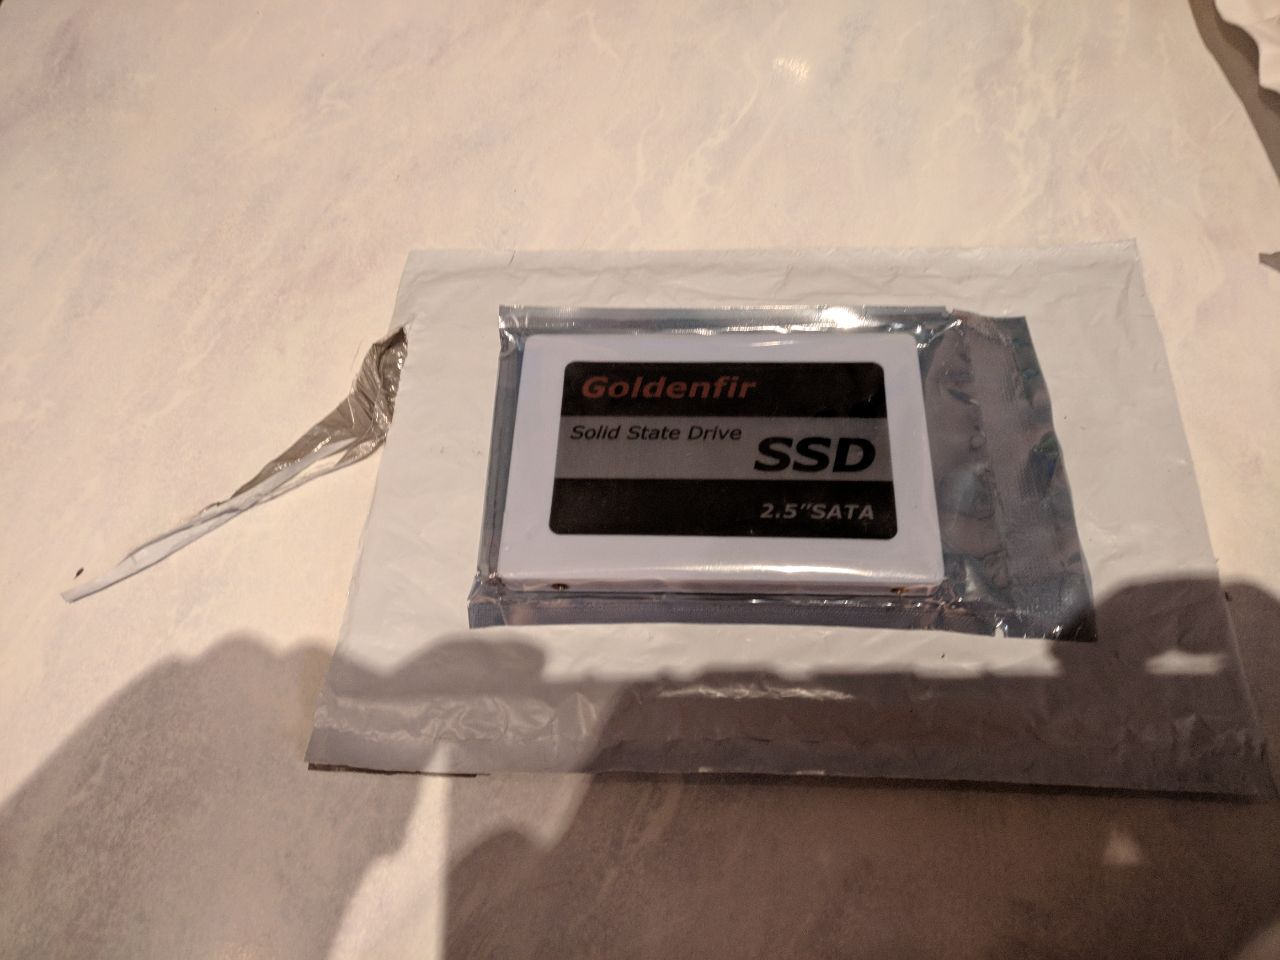 Goldenfir
Solid State Drive
SSD
2.5"SATA